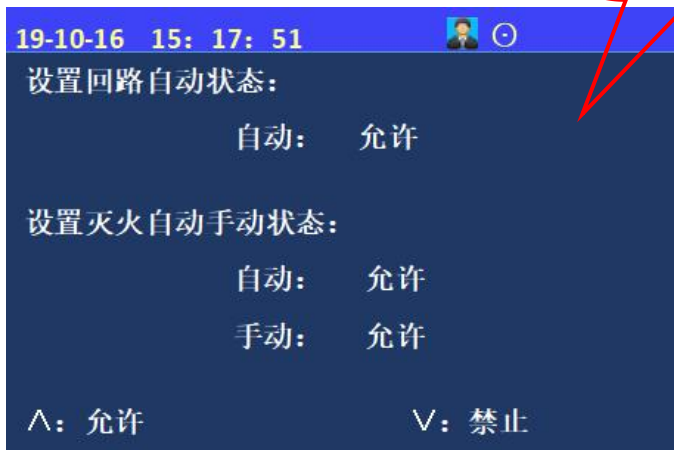 19-10-16 15：17：51
设置回路自动状态：
自动： 允许
设置灭火自动手动状态：
自动： 允许
手动： 允许
∧：允许 ∨：禁止